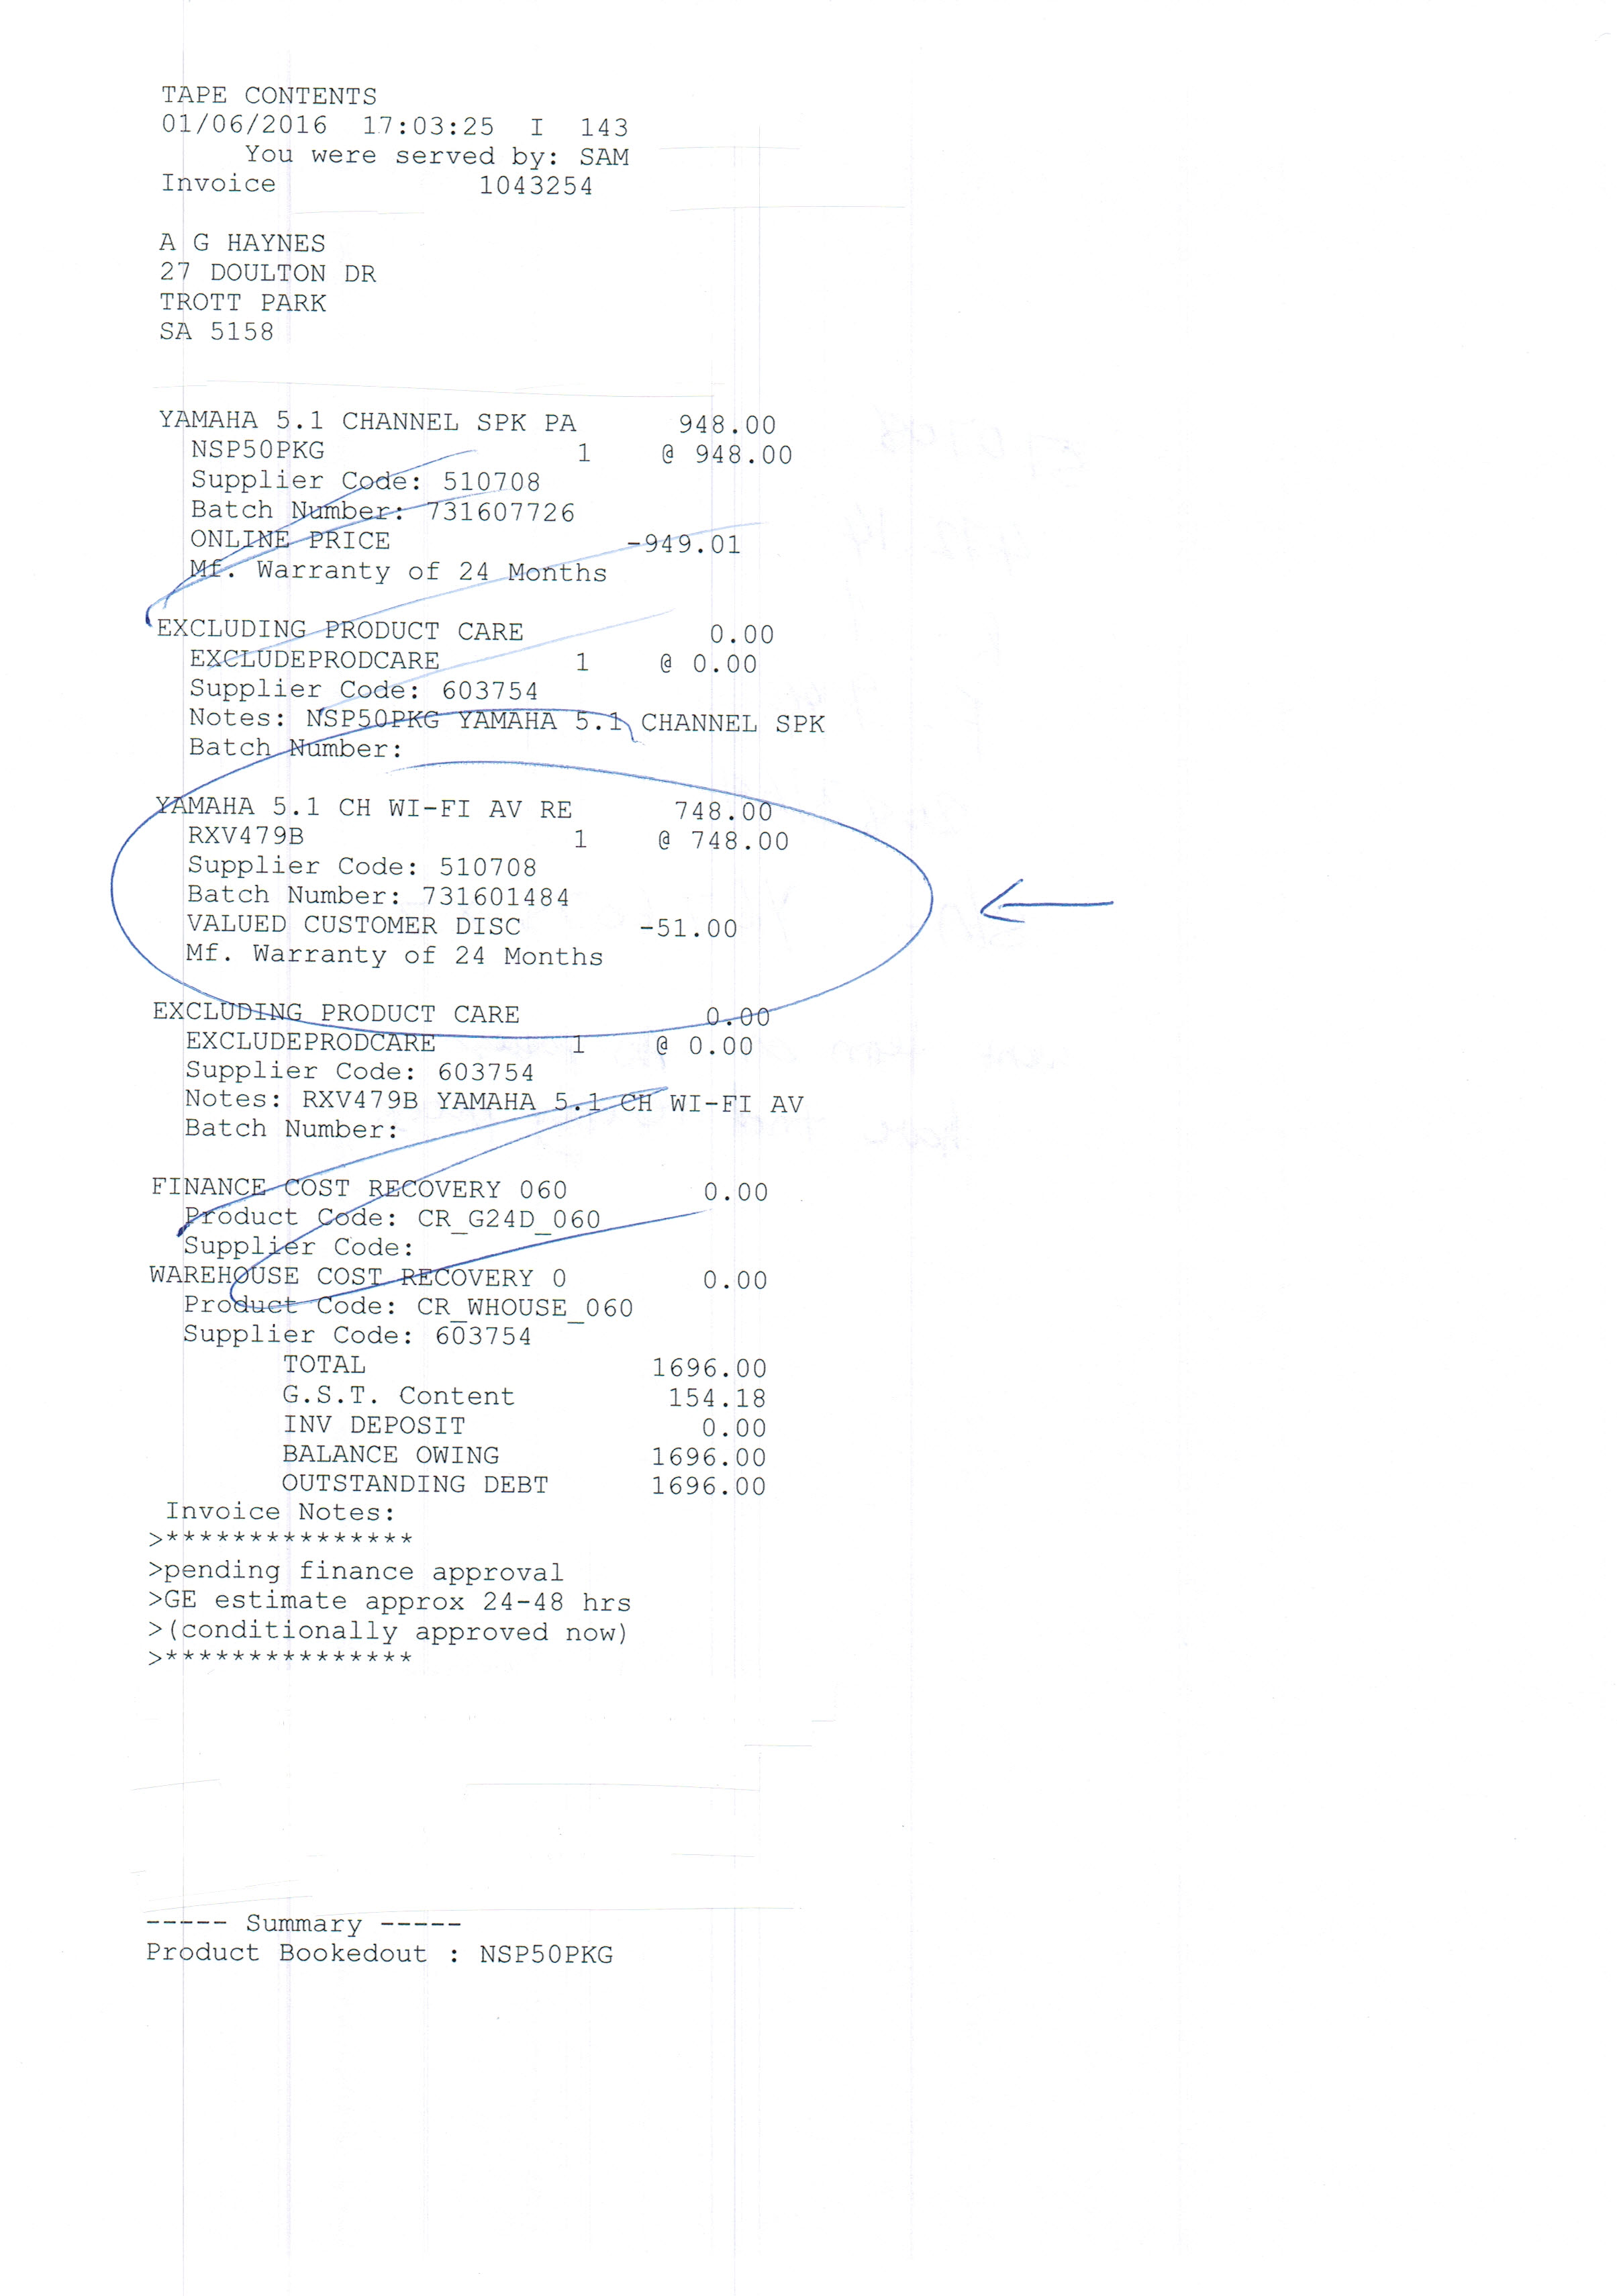 TAPE CONTENTS
01/06/2016 17:03:25 I 143
You were served by: SAM
Invoice 1043254
A G HAYNES
27 DOULTON DR
TROTT PARK
SA 5158
YAMAHA 5.1 CHANNEL SPK PA 948.00
NSP50PKG 1 @ 948.00
Supplier Code: 510708
Batch Number: 731607726
ONLINE PRICE -949.01
Mf. Warranty of 24 Months
EXCLUDING PRODUCT CARE 0.00
EXCLUDEPRODCARE 1 @ 0.00
Supplier Code: 603754
Notes: NSP50PKG YAMAHA 5.1 CHANNEL SPK
Batch Number:
YAMAHA 5.1 CH WI-FI AV RE 748.00
RXV479B 1 @ 748.00
Supplier Code: 510708
Batch Number: 731601484
VALUED CUSTOMER DISC -51.00
Mf. Warranty of 24 Months
EXCLUDING PRODUCT CARE 0.00
EXCLUDEPRODCARE 1 @ 0.00
Supplier Code: 603754
Notes: RXV479B YAMAHA 5.1 CH WI-FI AV
Batch Number:
FINANCE COST RECOVERY 060 0.00
Product Code: CR_G24D_060
Supplier Code:
WAREHOUSE COST RECOVERY 0 0.00
Product Code: CR_WHOUSE_060
Supplier Code: 603754
TOTAL 1696.00
G.S.T. Content 154.18
INV DEPOSIT 0.00
BALANCE OWING 1696.00
OUTSTANDING DEBT 1696.00
Invoice Notes:
>***************
>pending finance approval
>GE estimate approx 24-48 hrs
>(conditionally approved now)
>***************
----- Summary -----
Product Bookedout : NSP50PKG